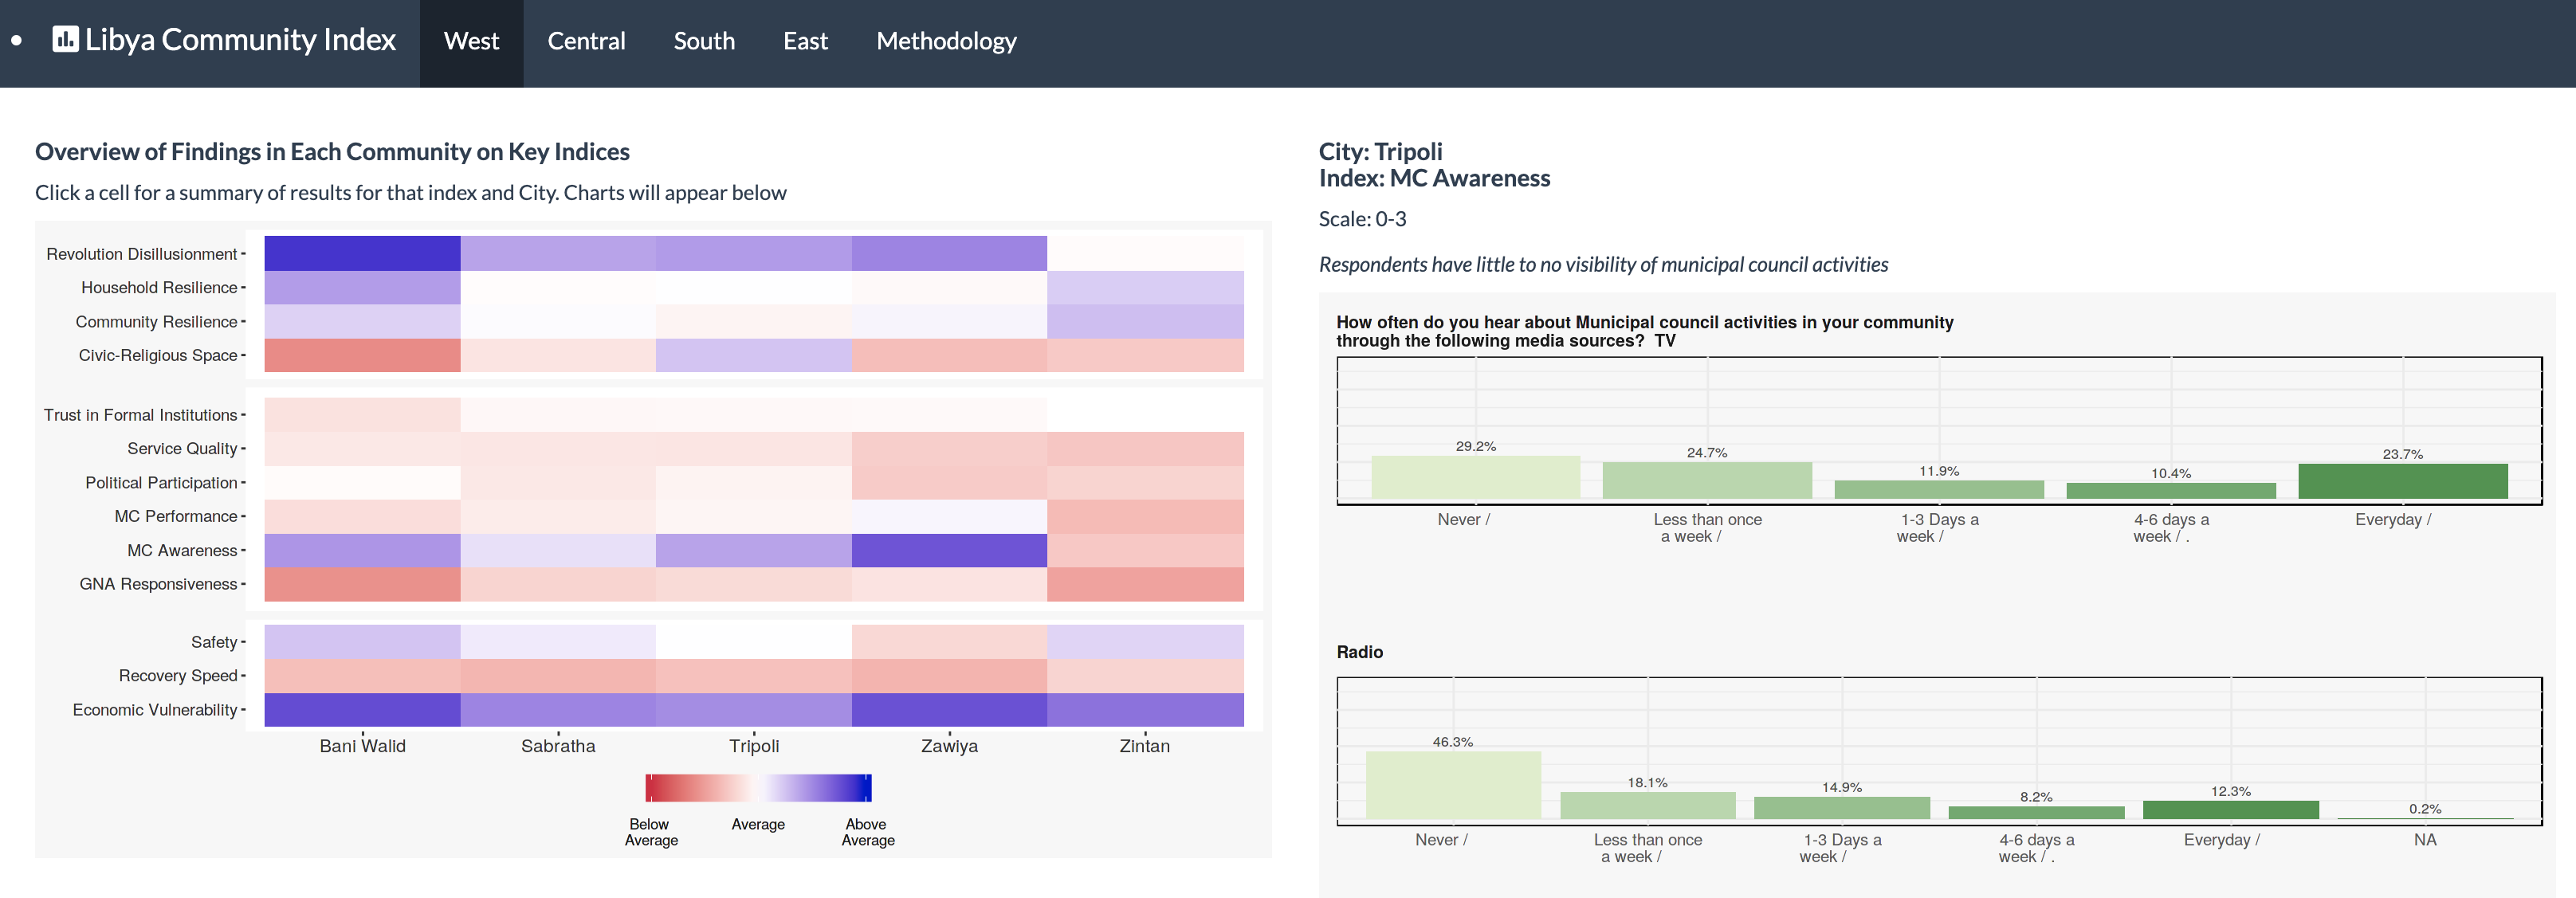 Libya Community Index
West
Central
South
East
Methodology
Overview of Findings in Each Community on Key Indices
Click a cell for a summary of results for that index and City. Charts will appear below
Revolution Disillusionment
Household Resilience
Community Resilience
Civic-Religious Space
Trust in Formal Institutions
Service Quality
Political Participation
MC Performance
MC Awareness
GNA Responsiveness
Safety
Recovery Speed
Economic Vulnerability
Bani Walid
Sabratha
Tripoli
Zawiya
Zintan
Below
Average
Average
Above
Average
City: Tripoli
Index: MC Awareness
Scale: 0-3
Respondents have little to no visibility of municipal council activities
How often do you hear about Municipal council activities in your community
through the following media sources? TV
29.2%
24.7%
11.9%
10.4%
23.7%
Never /
Less than once
a week /
1-3 Days a
week /
4-6 days a
week / .
Everyday /
Radio
46.3%
18.1%
14.9%
8.2%
12.3%
0.2%
Never /
Less than once
a week /
1-3 Days a
week /
4-6 days a
week / .
Everyday /
NA